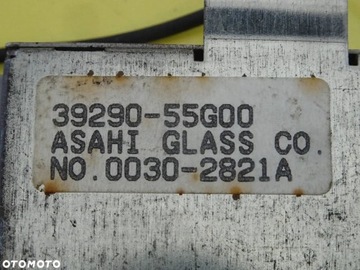 39290-55G00
ASAHI GLASS CO.
NO.0030-2821A
OTOMOTO